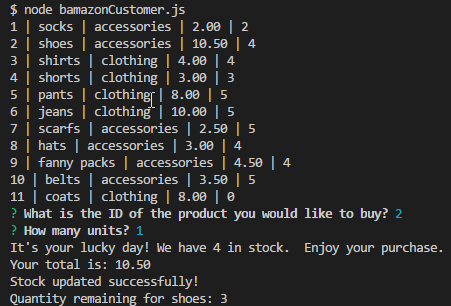 $ node bamazonCustomer.js
1 | socks | accessories | 2.00 | 2
2 | shoes | accessories | 10.50 | 4
3 | shirts | clothing | 4.00 | 4
4 | shorts | clothing | 3.00 | 3
5 | pants | clothing | 8.00 | 5
6 | jeans | clothing | 10.00 | 5
7 | scarfs | accessories | 2.50 | 5
8 | hats | accessories | 3.00 | 4
9 | fanny packs | accessories | 4.50 | 4
10 | belts | accessories | 3.50 | 5
11 | coats | clothing | 8.00 | 0
? What is the ID of the product you would like to buy? 2
? How many units? 1
It's your lucky day! We have 4 in stock.  Enjoy your purchase.
Your total is: 10.50
Stock updated successfully!
Quantity remaining for shoes: 3